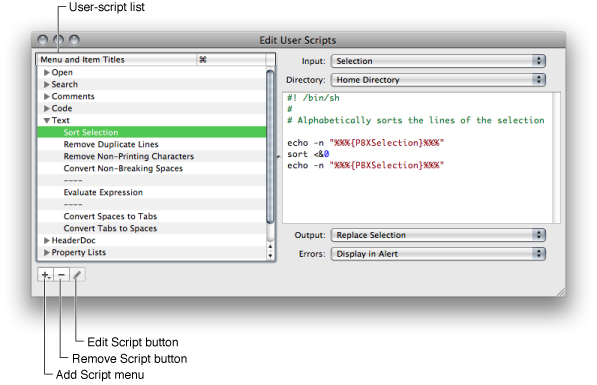 User-script list
Edit User Scripts
Menu and Item Titles ⌘
Open
Search
Comments
Code
Text
Sort Selection
Remove Duplicate Lines
Remove Non-Printing Characters
Convert Non-Breaking Spaces
----
Evaluate Expression
----
Convert Spaces to Tabs
Convert Tabs to Spaces
HeaderDoc
Property Lists
Input: Selection
Directory: Home Directory
#! /bin/sh
#
# Alphabetically sorts the lines of the selection
echo -n "%%%{PBXSelection}%%%"
sort <&0
echo -n "%%%{PBXSelection}%%%"
Output: Replace Selection
Errors: Display in Alert
Edit Script button
Remove Script button
Add Script menu